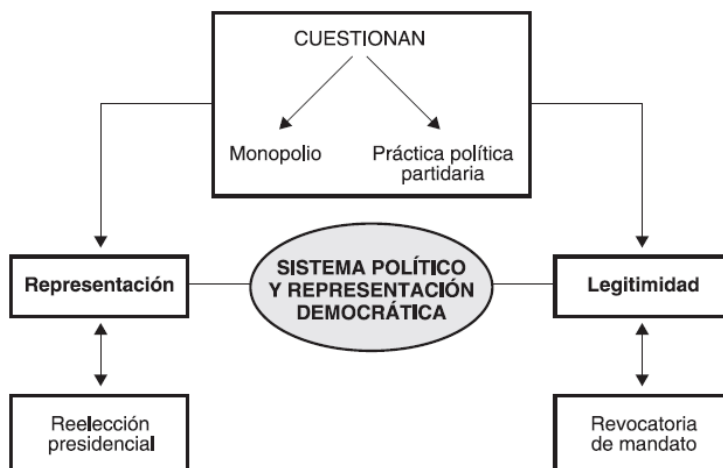 CUESTIONAN
Monopolio
Práctica política
partidaria
Representación
SISTEMA POLÍTICO
Y REPRESENTACIÓN
DEMOCRÁTICA
Legitimidad
Reelección
presidencial
Revocatoria
de mandato